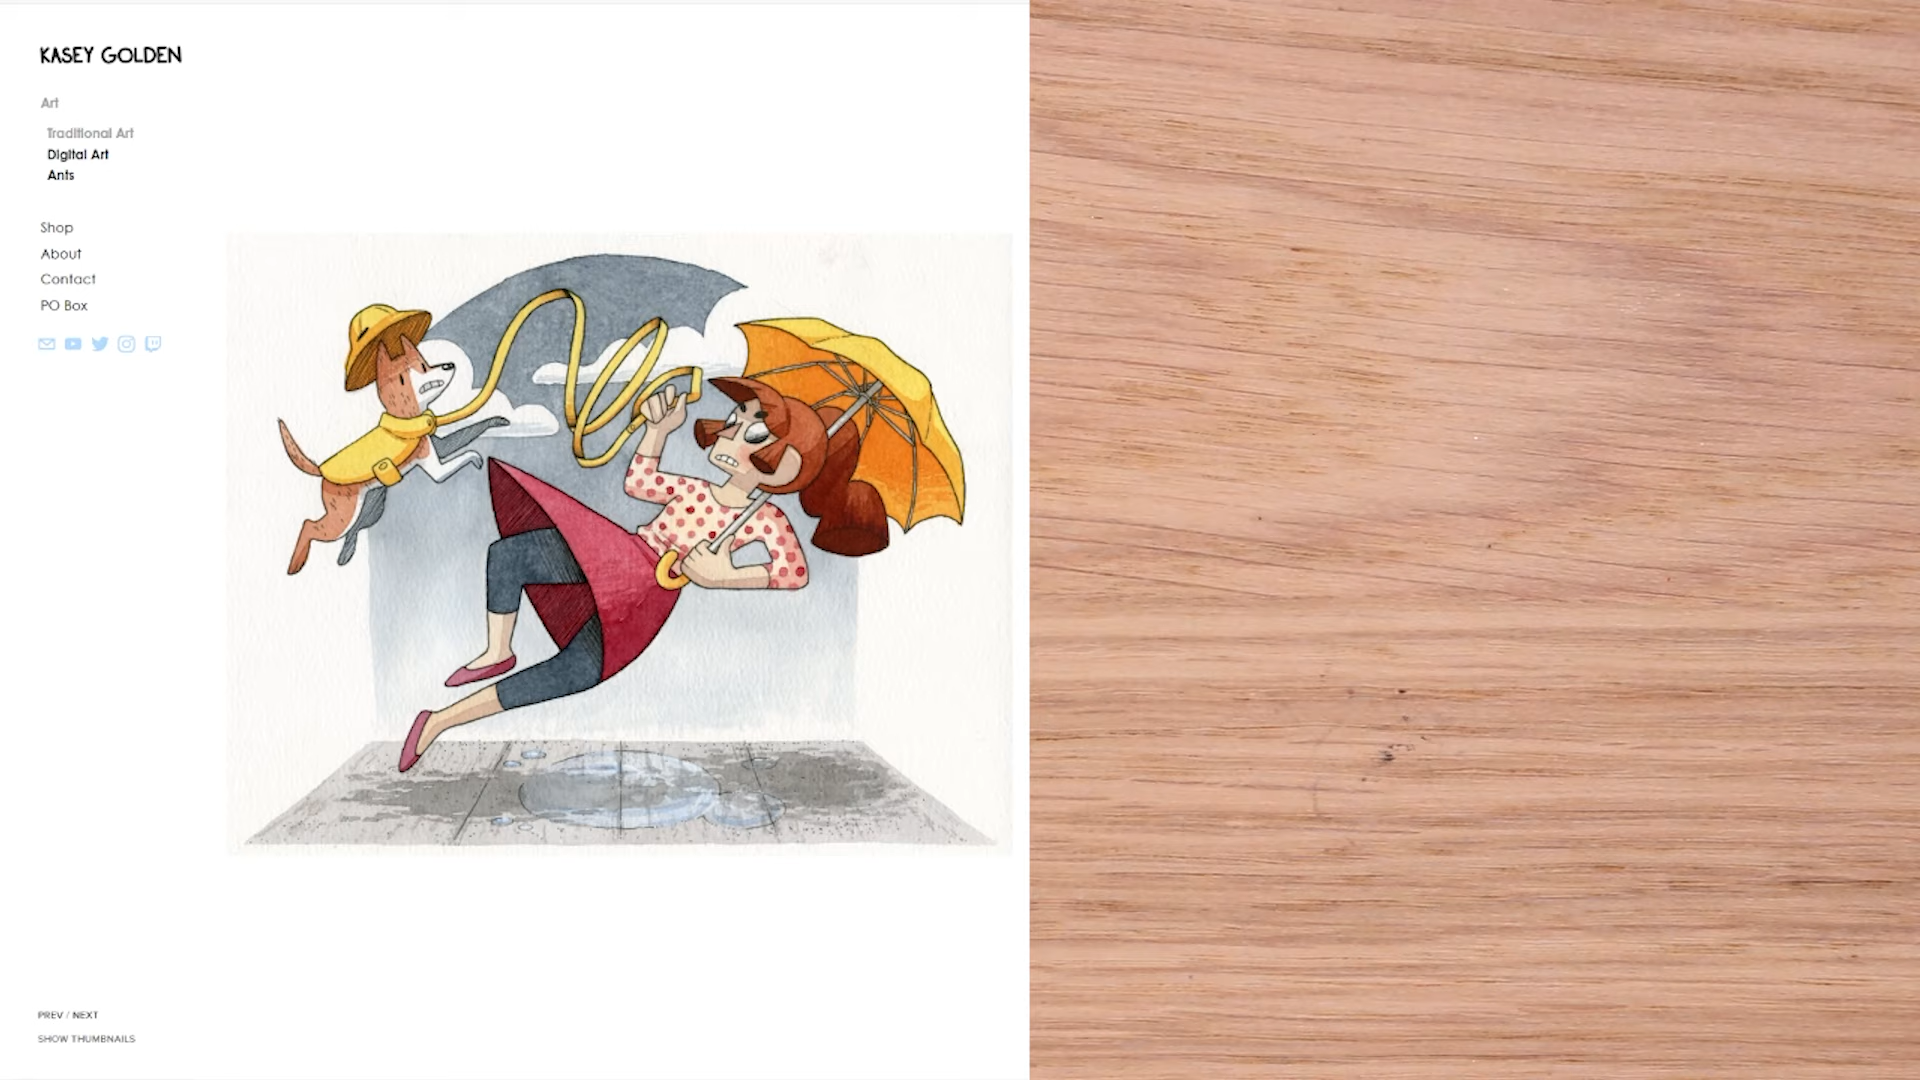 KASEY GOLDEN
Art
Traditional Art
Digital Art
Ants
Shop
About
Contact
PO Box
PREV / NEXT
SHOW THUMBNAILS